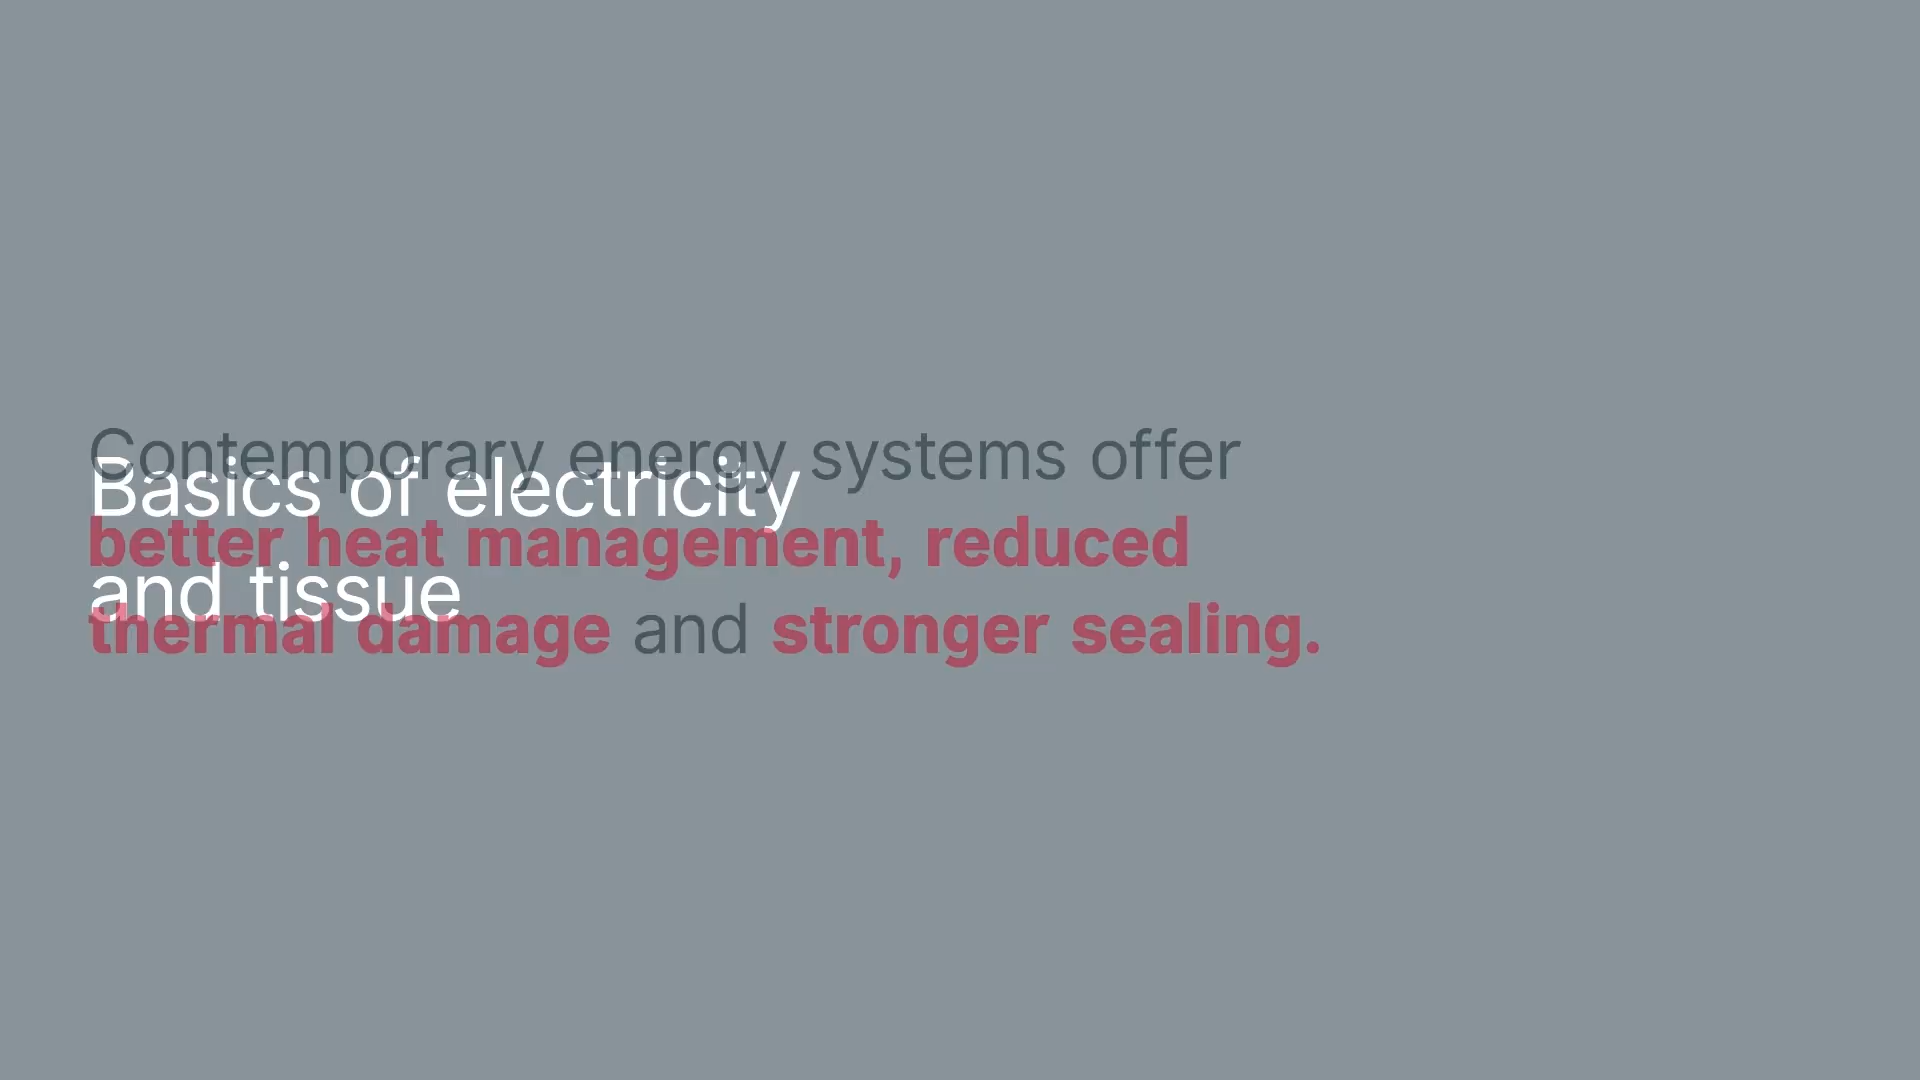 Contemporary energy systems offer
better heat management, reduced
thermal damage and stronger sealing.
Basics of electricity
and tissue